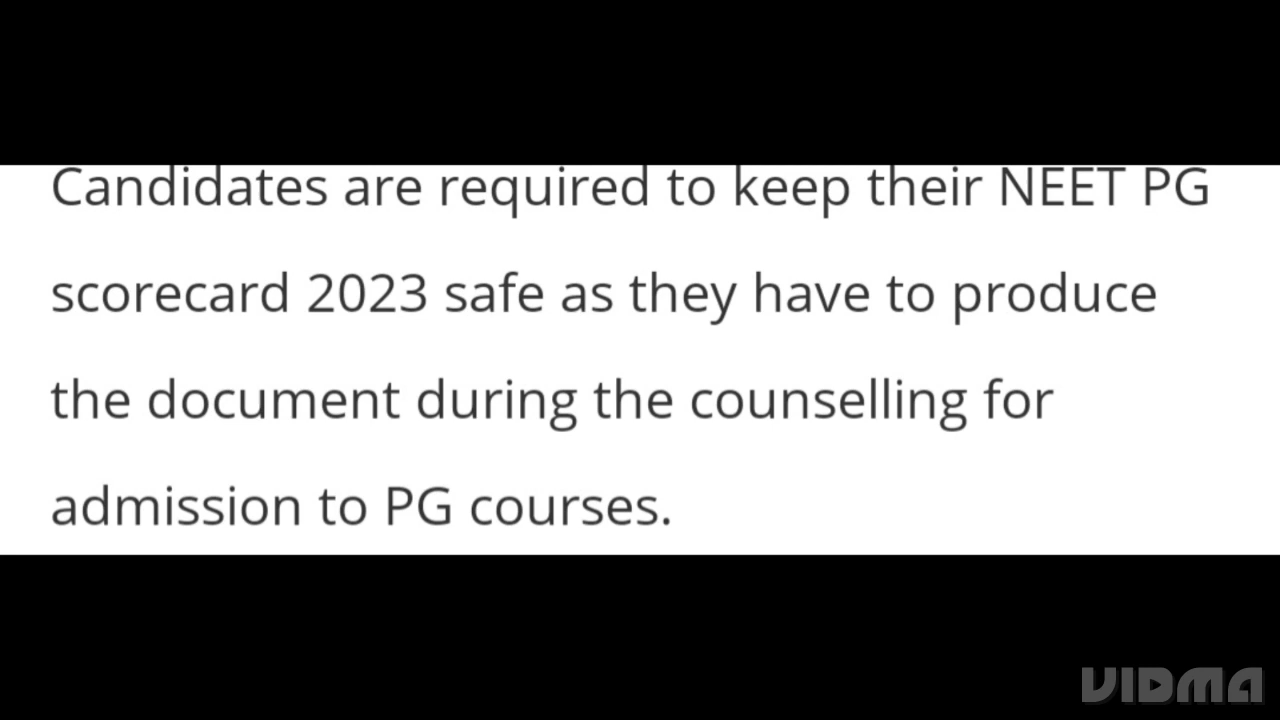 Candidates are required to keep their NEET PG
scorecard 2023 safe as they have to produce
the document during the counselling for
admission to PG courses.
VIDMA